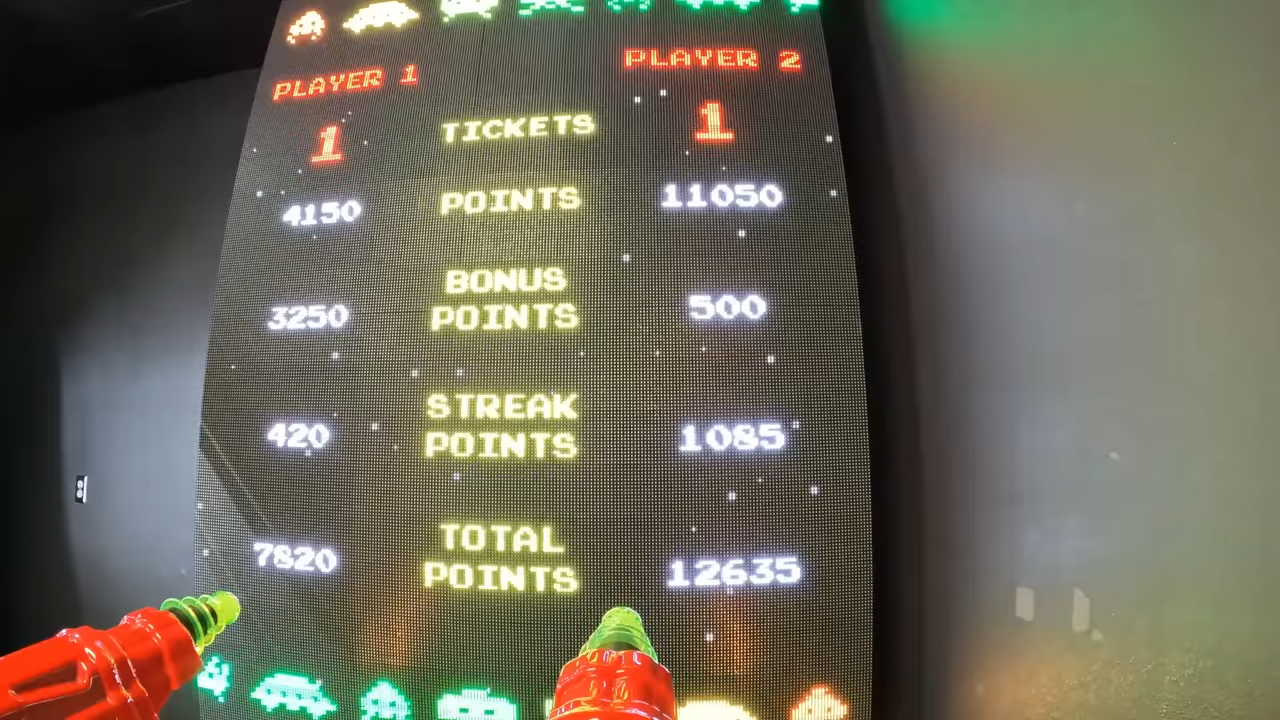 PLAYER 1 PLAYER 2
1 TICKETS 1
4150 POINTS 11050
3250 BONUS POINTS 500
420 STREAK POINTS 1085
7820 TOTAL POINTS 12635